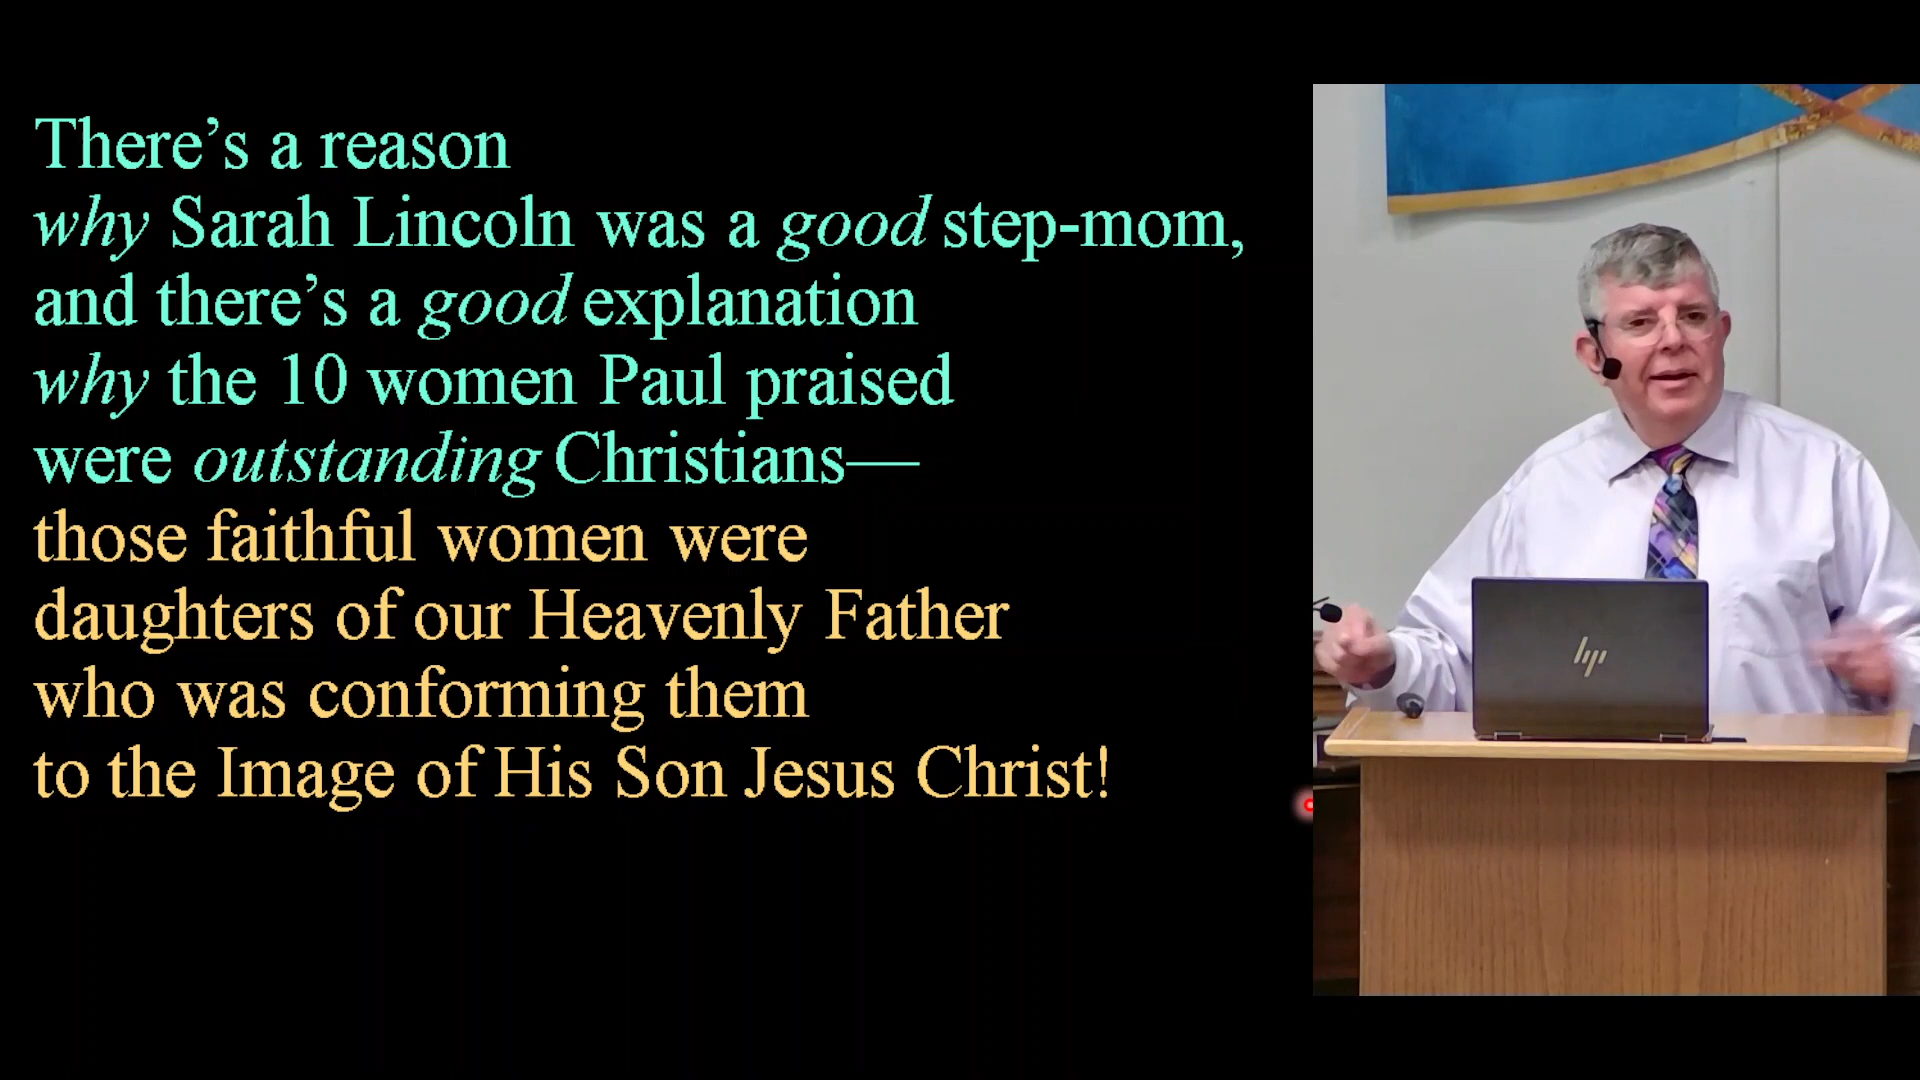 There’s a reason
why Sarah Lincoln was a good step-mom,
and there’s a good explanation
why the 10 women Paul praised
were outstanding Christians—
those faithful women were
daughters of our Heavenly Father
who was conforming them
to the Image of His Son Jesus Christ!
hp